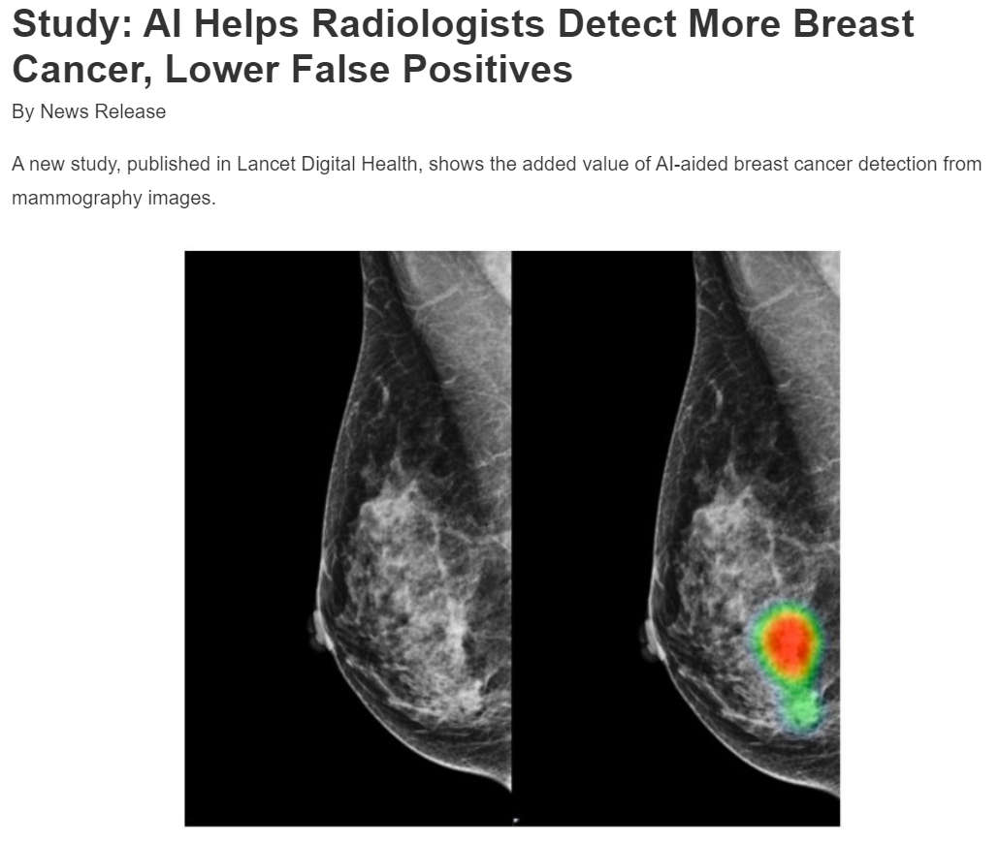 Study: AI Helps Radiologists Detect More Breast
Cancer, Lower False Positives
By News Release
A new study, published in Lancet Digital Health, shows the added value of AI-aided breast cancer detection from
mammography images.